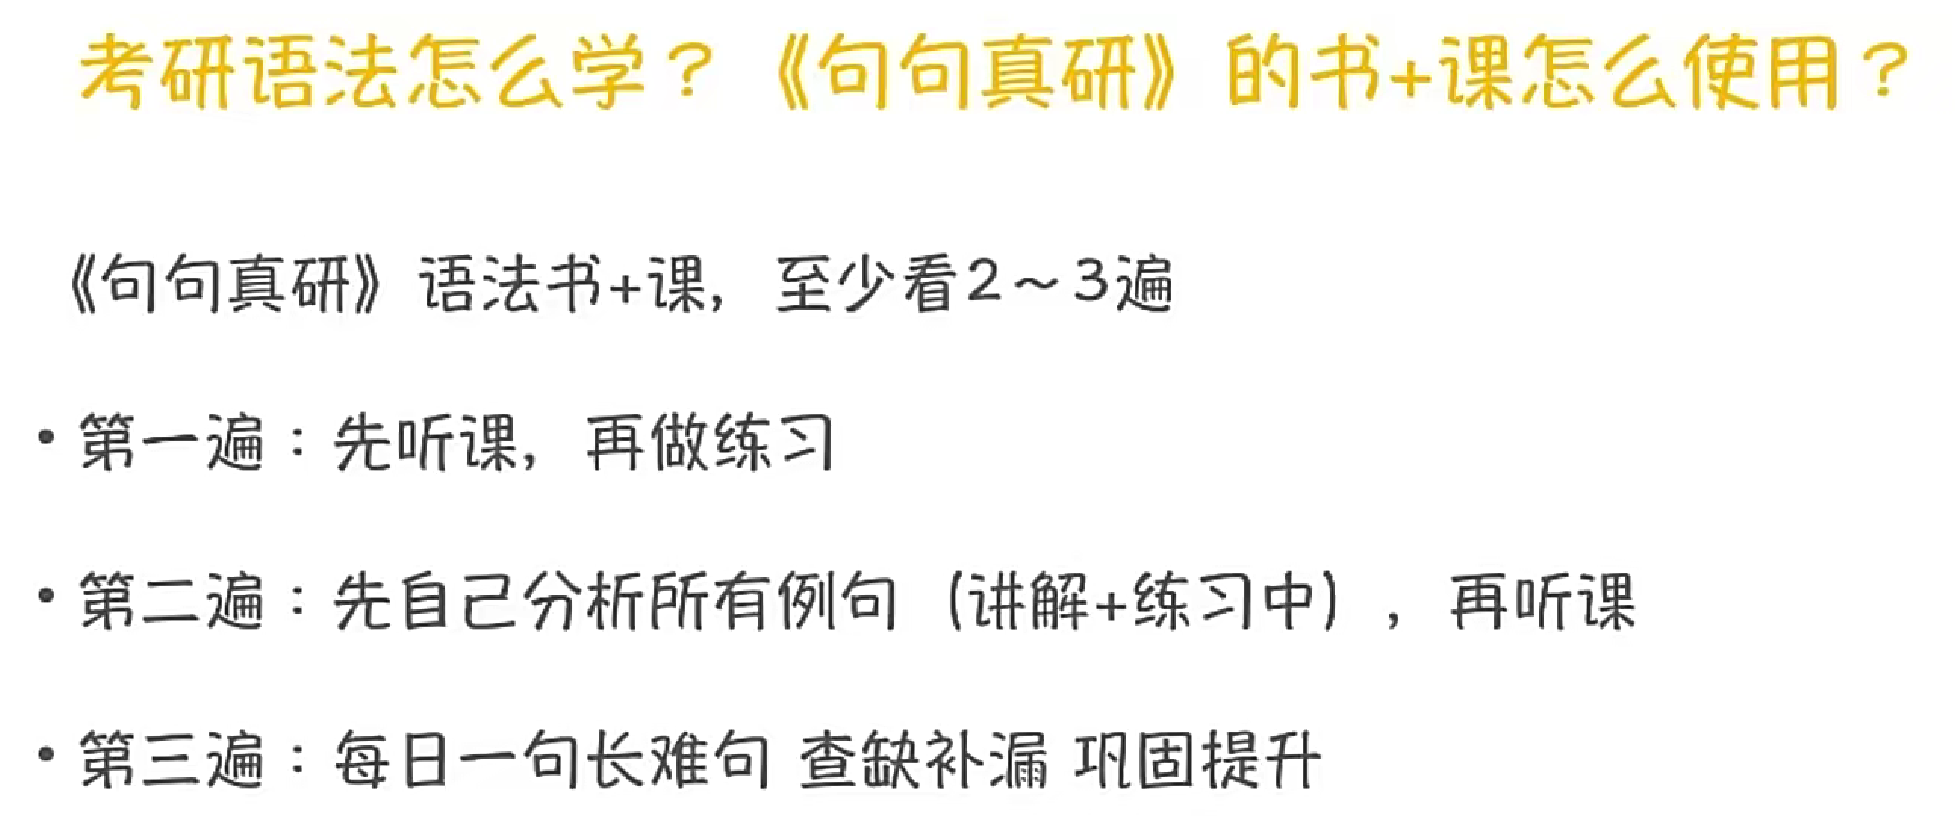 考研语法怎么学？《句句真研》的书+课怎么使用？
《句句真研》语法书+课，至少看2～3遍
·第一遍：先听课，再做练习
·第二遍：先自己分析所有例句（讲解+练习中），再听课
·第三遍：每日一句长难句 查缺补漏 巩固提升